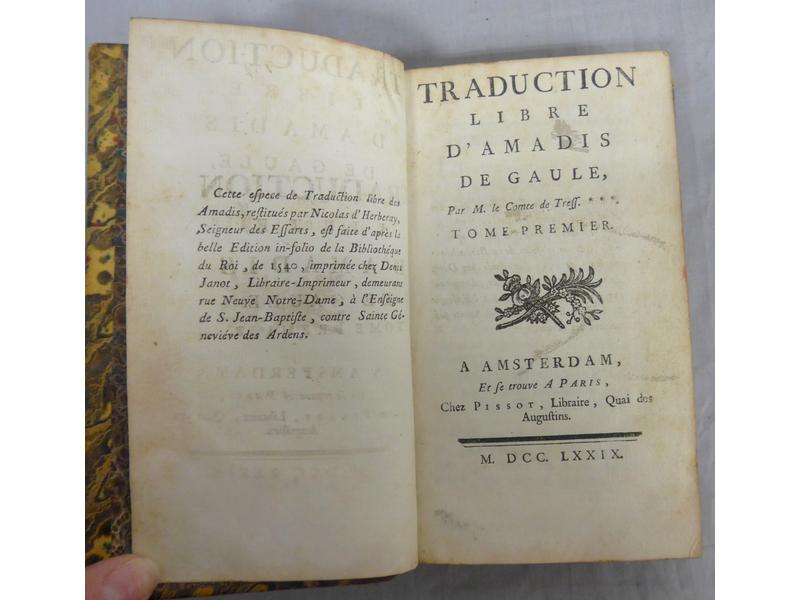 Cette espece de Traduction libre des
Amadis, restitués par Nicolas d'Herberay,
Seigneur des Essarts, est faite d'après la
belle Edition in-folio de la Bibliothéque
du Roi, de 1540, imprimée chez Denis
Janot, Libraire-Imprimeur, demeurant
rue Neuve Notre-Dame, à l'Enseigne
de S. Jean-Baptiste, contre Sainte Gé-
neviéve des Ardens.
TRADUCTION
LIBRE
D'AMADIS
DE GAULE,
Par M. le Comte de Tress. * * *.
TOME PREMIER.
A AMSTERDAM,
Et se trouve A PARIS,
Chez PISSOT, Libraire, Quai des
Augustins.
M. DCC. LXXIX.